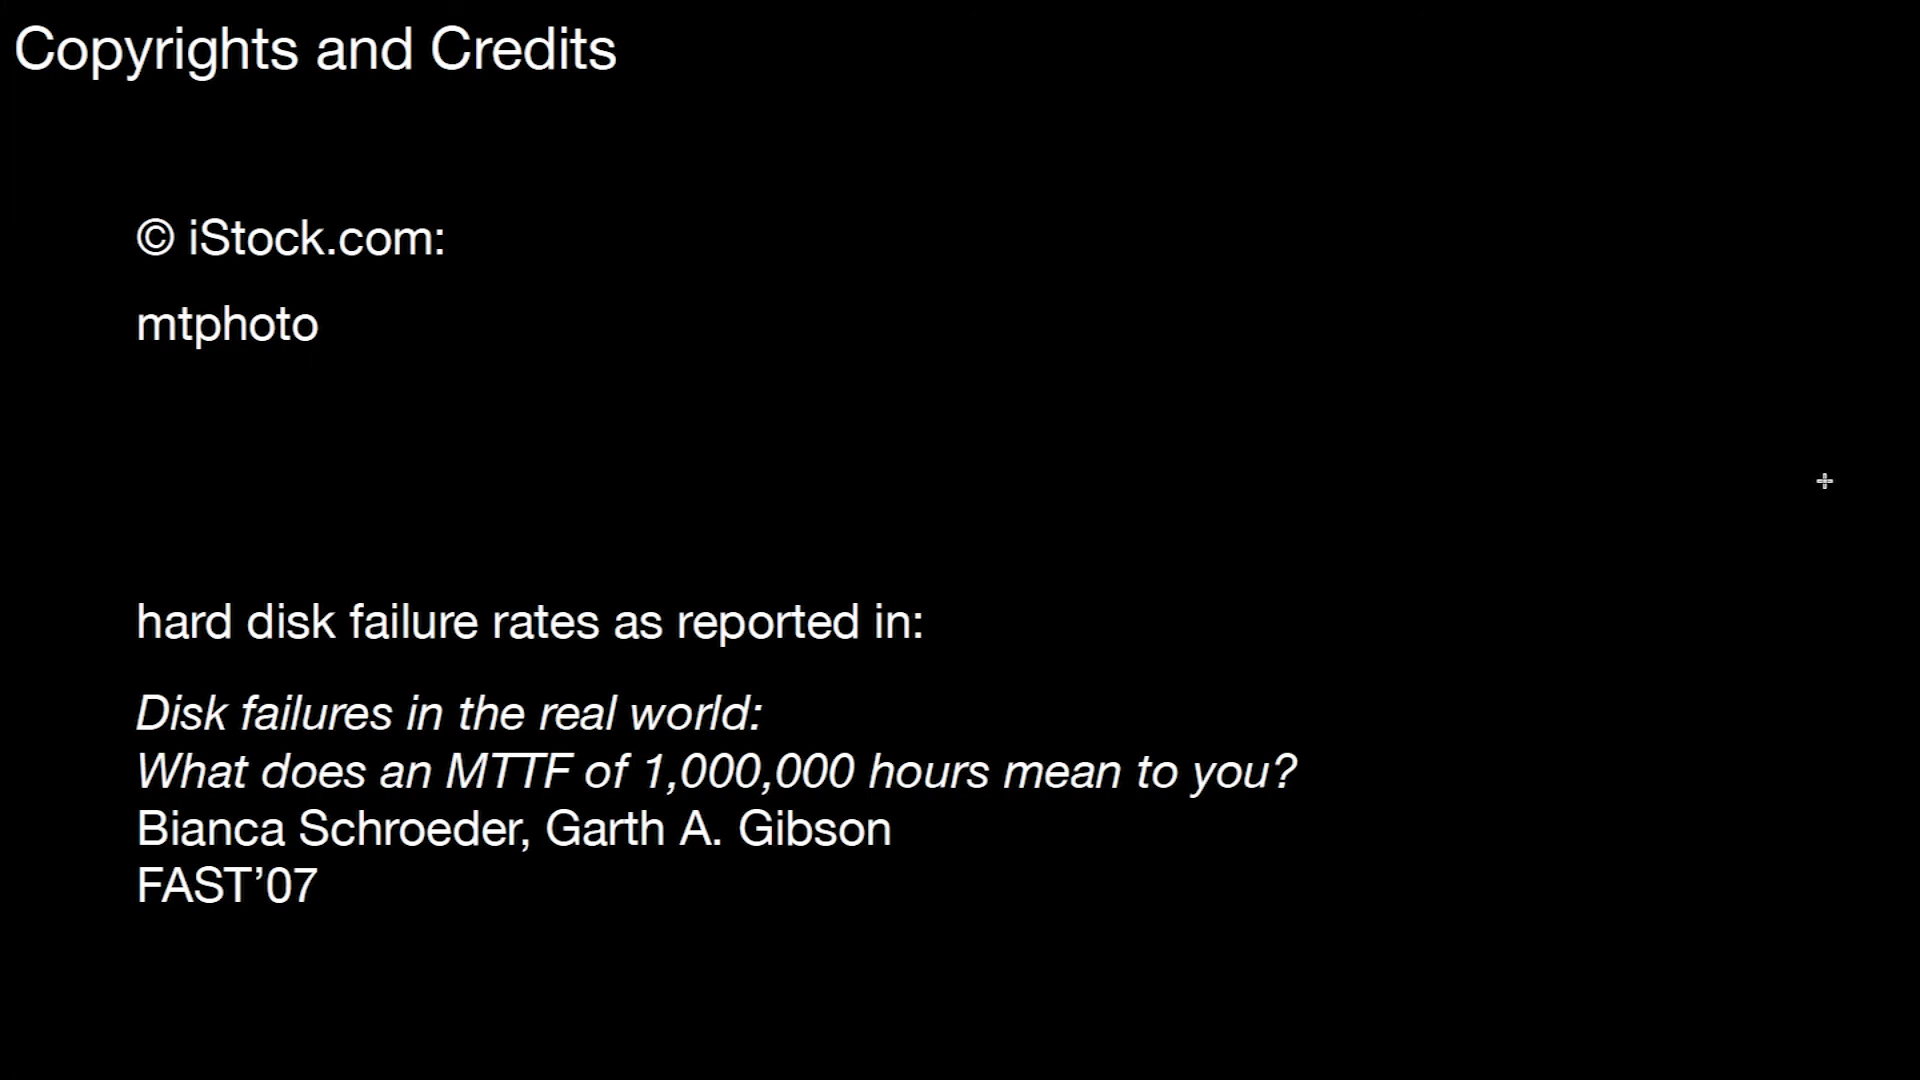 Copyrights and Credits
© iStock.com:
mtphoto
hard disk failure rates as reported in:
Disk failures in the real world:
What does an MTTF of 1,000,000 hours mean to you?
Bianca Schroeder, Garth A. Gibson
FAST’07